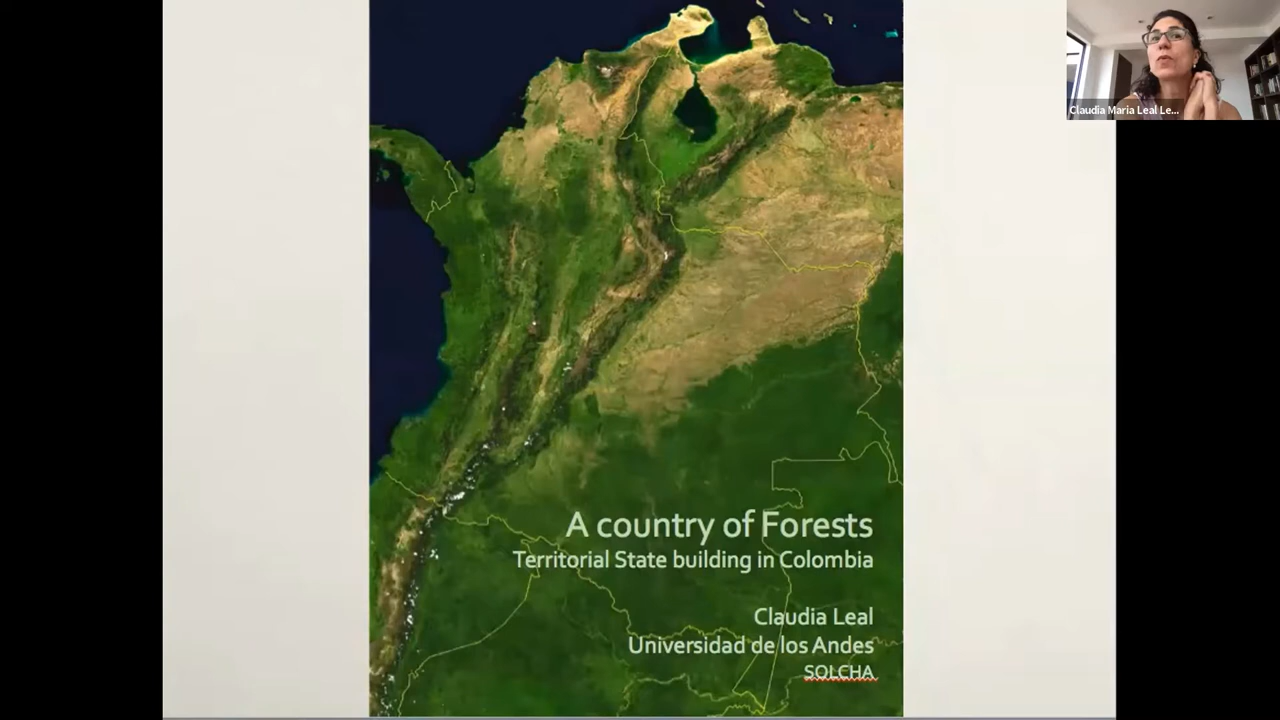 Claudia Maria Leal Le...
A country of Forests
Territorial State building in Colombia
Claudia Leal
Universidad de los Andes
SOLCHA